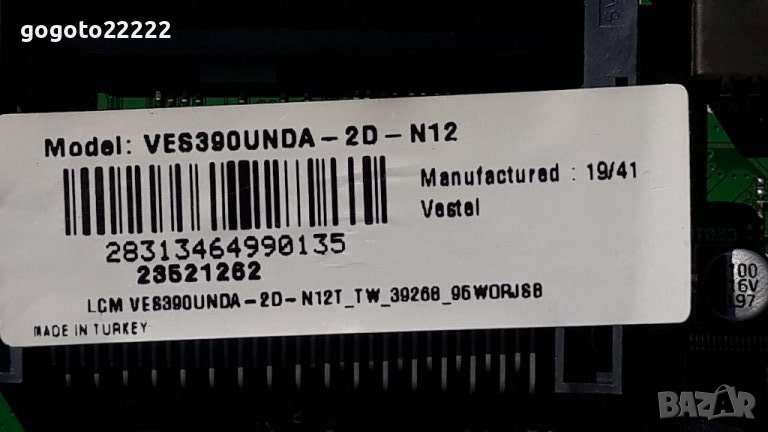 gogoto22222
Model: VES390UNDA-2D-N12
Manufactured : 19/41
Vestel
28313464990135
23521262
LCM VES390UNDA-2D-N12T_TW_39268_95WORJSB
MADE IN TURKEY
100
16V
97
BAZAR